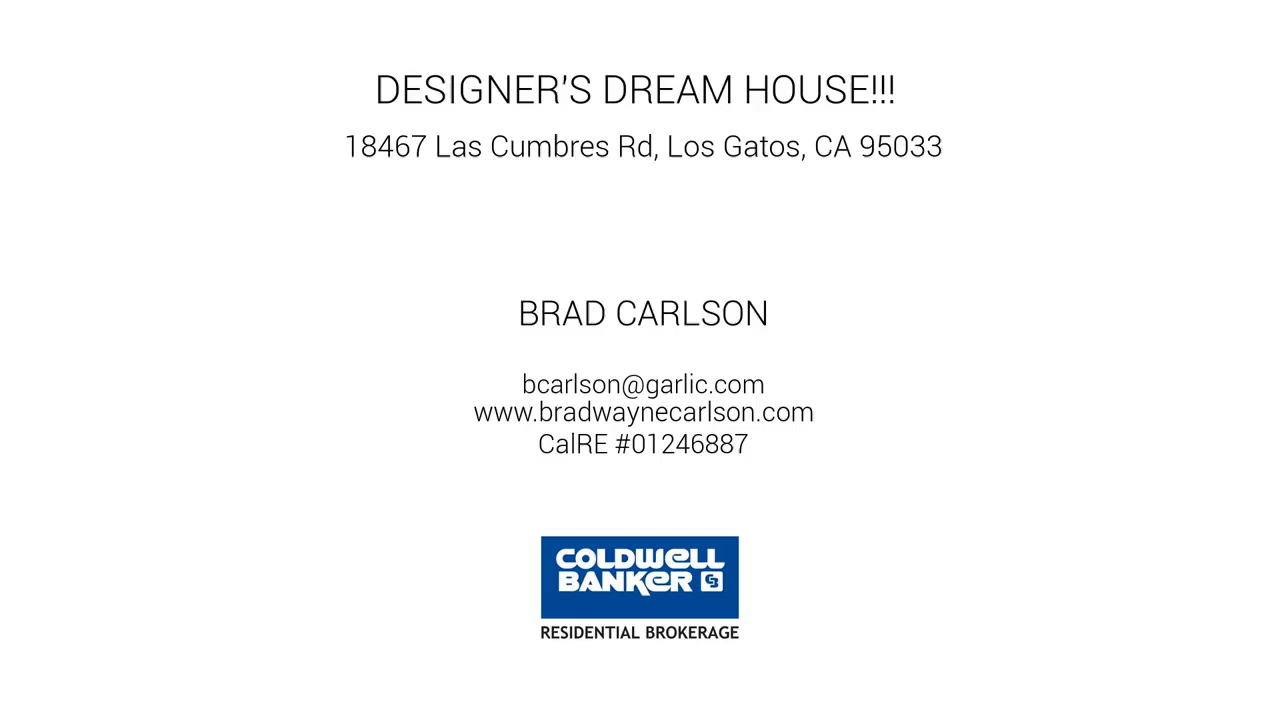 DESIGNER'S DREAM HOUSE!!!
18467 Las Cumbres Rd, Los Gatos, CA 95033
BRAD CARLSON
bcarlson@garlic.com
www.bradwaynecarlson.com
CalRE #01246887
COLDWELL
BANKER CB
RESIDENTIAL BROKERAGE